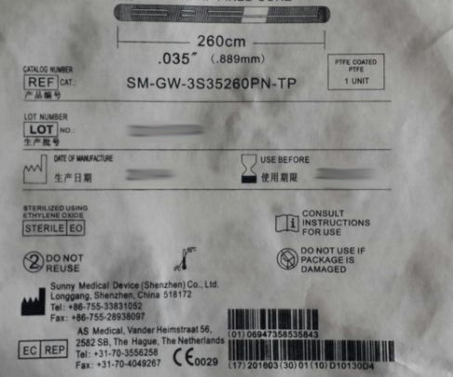 260cm
.035" (.889mm)
PTFE COATED
PTFE
1 UNIT
CATALOG NUMBER
REF CAT.:
产品编号
SM-GW-3S35260PN-TP
LOT NUMBER
LOT NO.:
生产批号
DATE OF MANUFACTURE
生产日期
USE BEFORE
使用期限
STERILIZED USING
ETHYLENE OXIDE
STERILE EO
CONSULT
INSTRUCTIONS
FOR USE
2 DO NOT
REUSE
DO NOT USE IF
PACKAGE IS
DAMAGED
Sunny Medical Device (Shenzhen) Co., Ltd.
Longgang, Shenzhen, China 518172
Tel: +86-755-33831052
Fax: +86-755-28938097
AS Medical, Vander Heimstraat 56,
2582 SB, The Hague, The Netherlands
EC REP
Tel: +31-70-3556258
Fax: +31-70-4049267
CE0029
(01)06947358535843
(17)201603(30)01(10)D10130D4